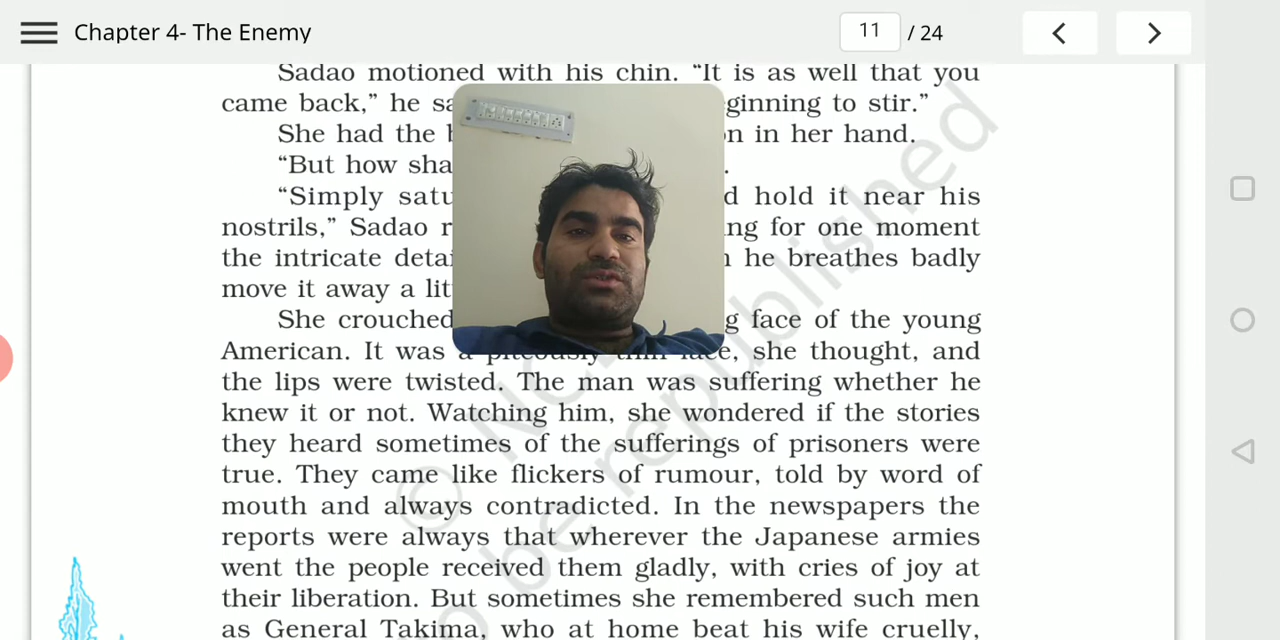 Chapter 4- The Enemy
11 / 24
Sadao motioned with his chin. “It is as well that you
came back,” he eginning to stir.”
She had the in her hand.
“But how
“Simply hold it near his
nostrils,” Sadao for one moment
the intricate he breathes badly
move it away a
She crouched face of the young
American. It was a piteously thin face, she thought, and
the lips were twisted. The man was suffering whether he
knew it or not. Watching him, she wondered if the stories
they heard sometimes of the sufferings of prisoners were
true. They came like flickers of rumour, told by word of
mouth and always contradicted. In the newspapers the
reports were always that wherever the Japanese armies
went the people received them gladly, with cries of joy at
their liberation. But sometimes she remembered such men
as General Takima, who at home beat his wife cruelly,
be republished